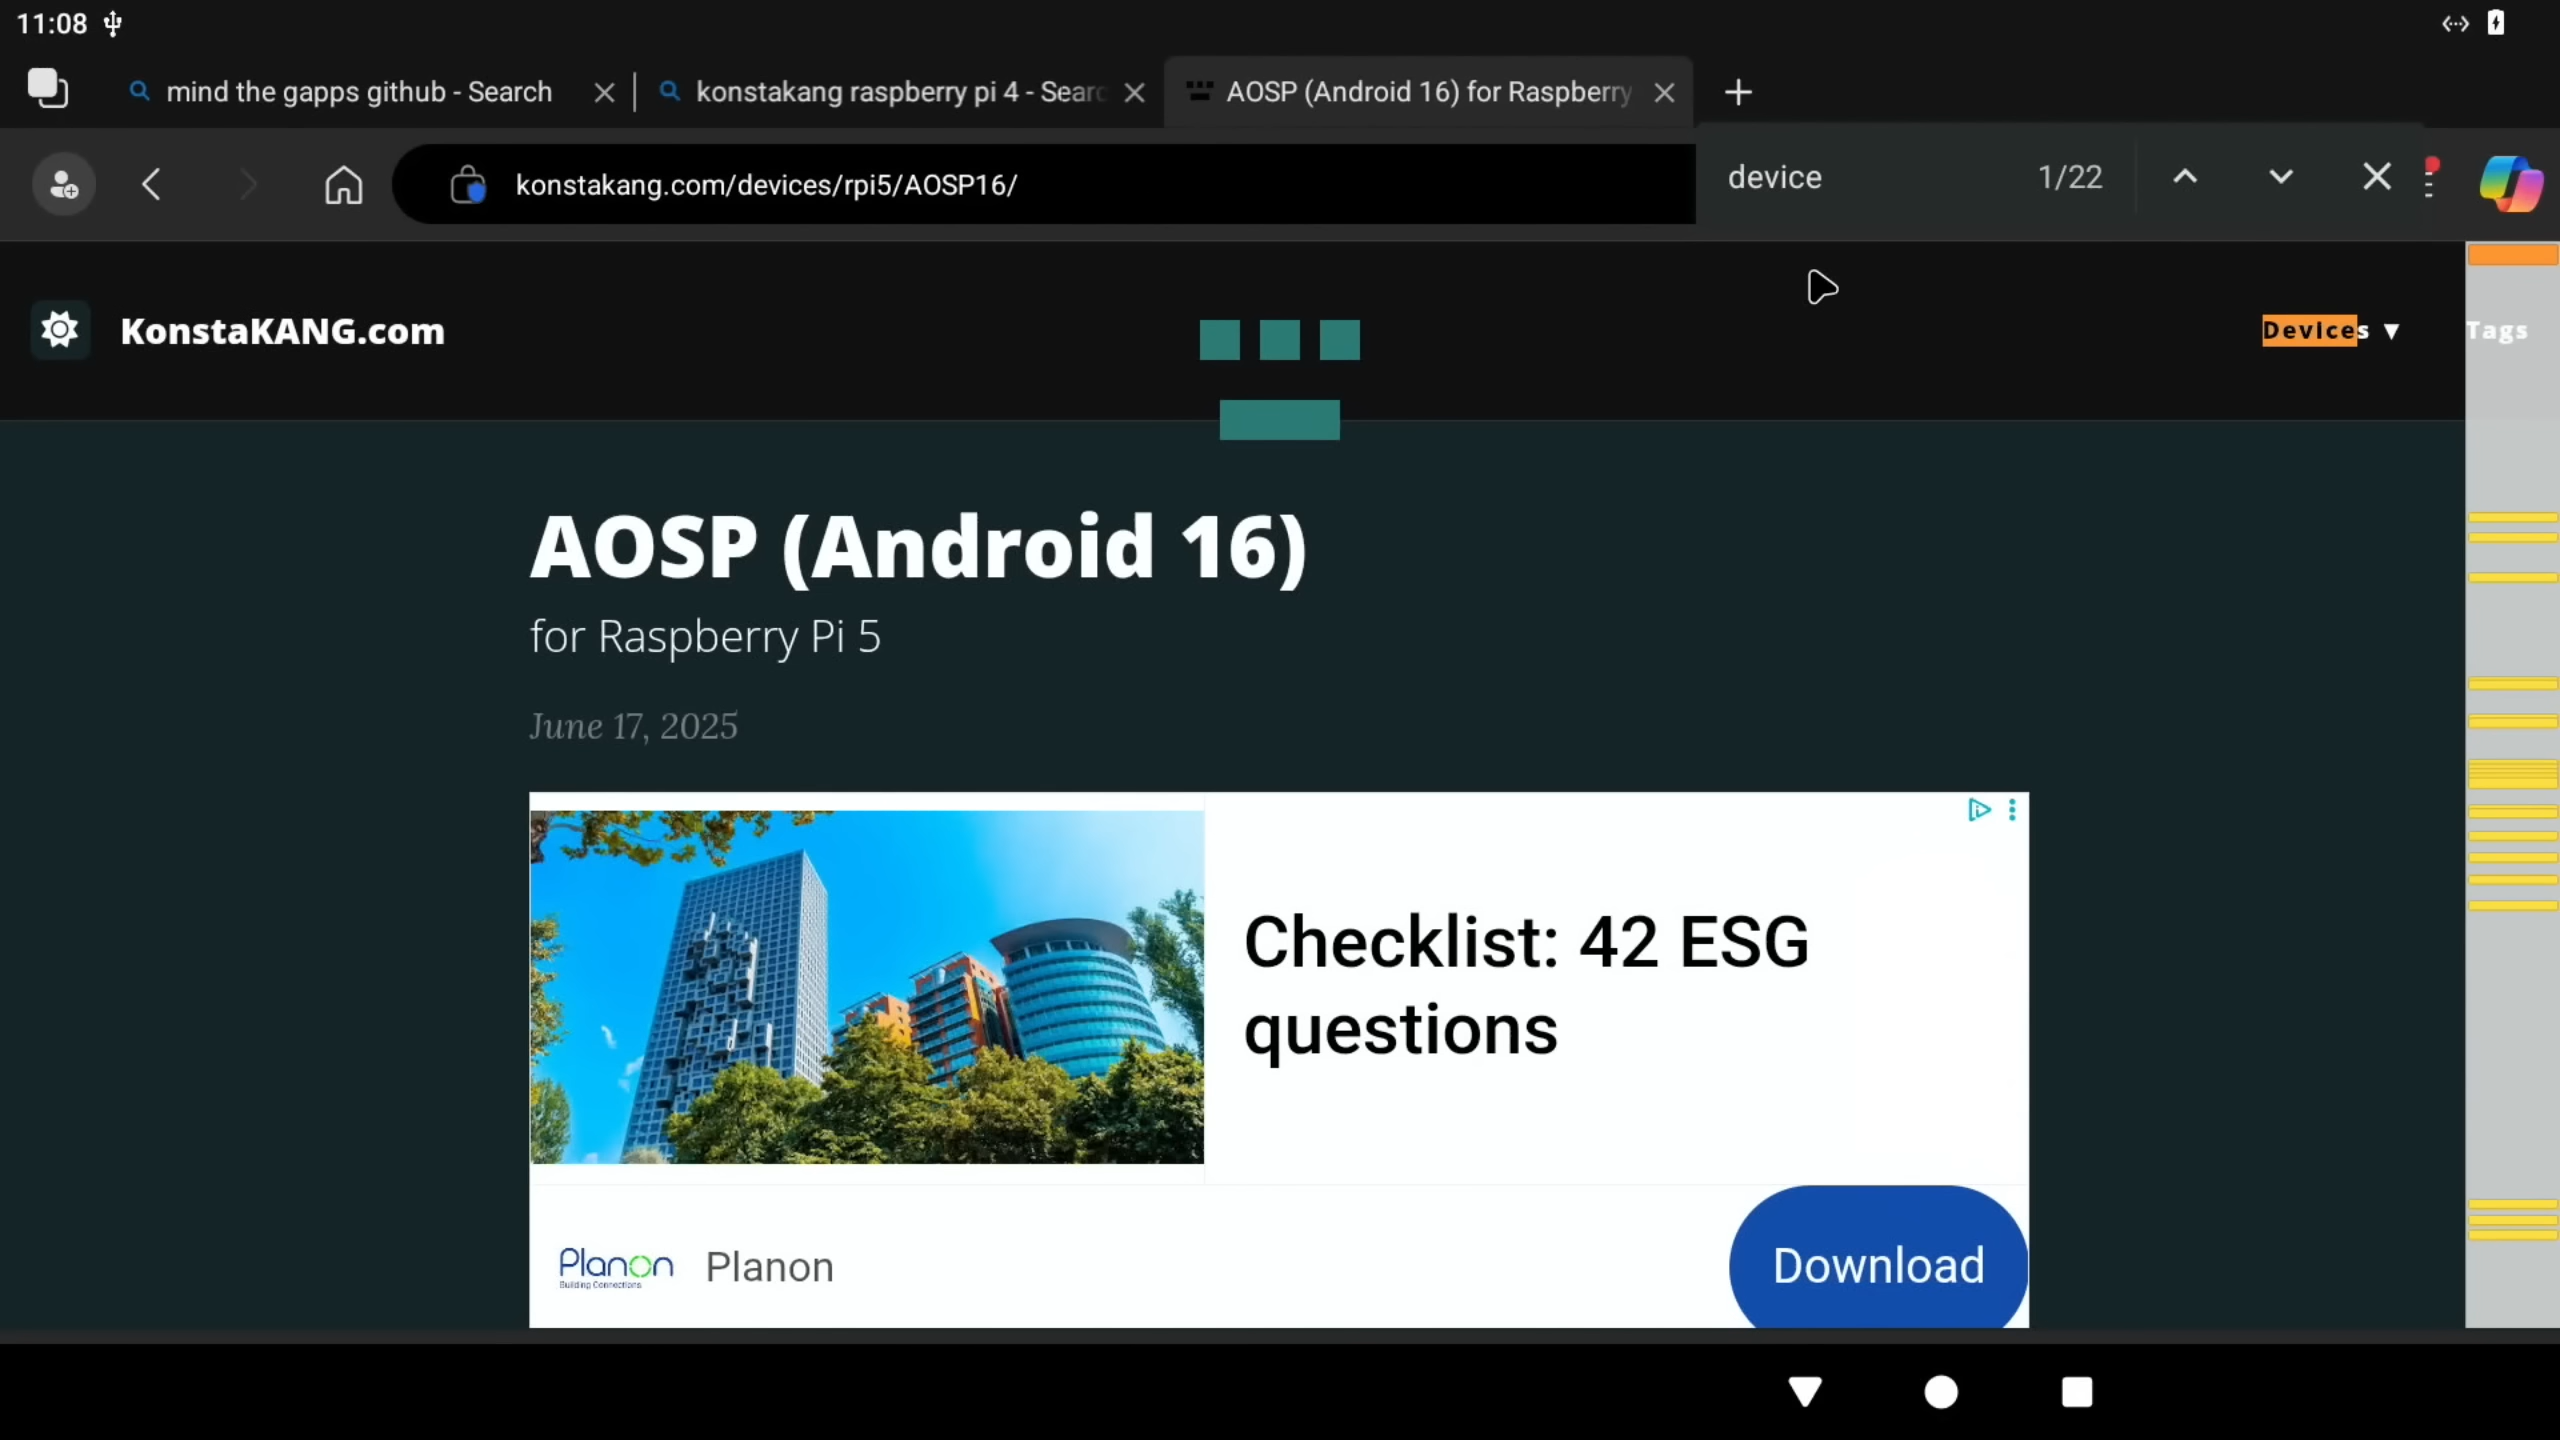 11:08
mind the gapps github - Search
konstakang raspberry pi 4 - Searc
AOSP (Android 16) for Raspberry
konstakang.com/devices/rpi5/AOSP16/
device
1/22
KonstaKANG.com
Devices ▼
Tags
AOSP (Android 16)
for Raspberry Pi 5
June 17, 2025
Checklist: 42 ESG
questions
Planon
Building Connections
Planon
Download